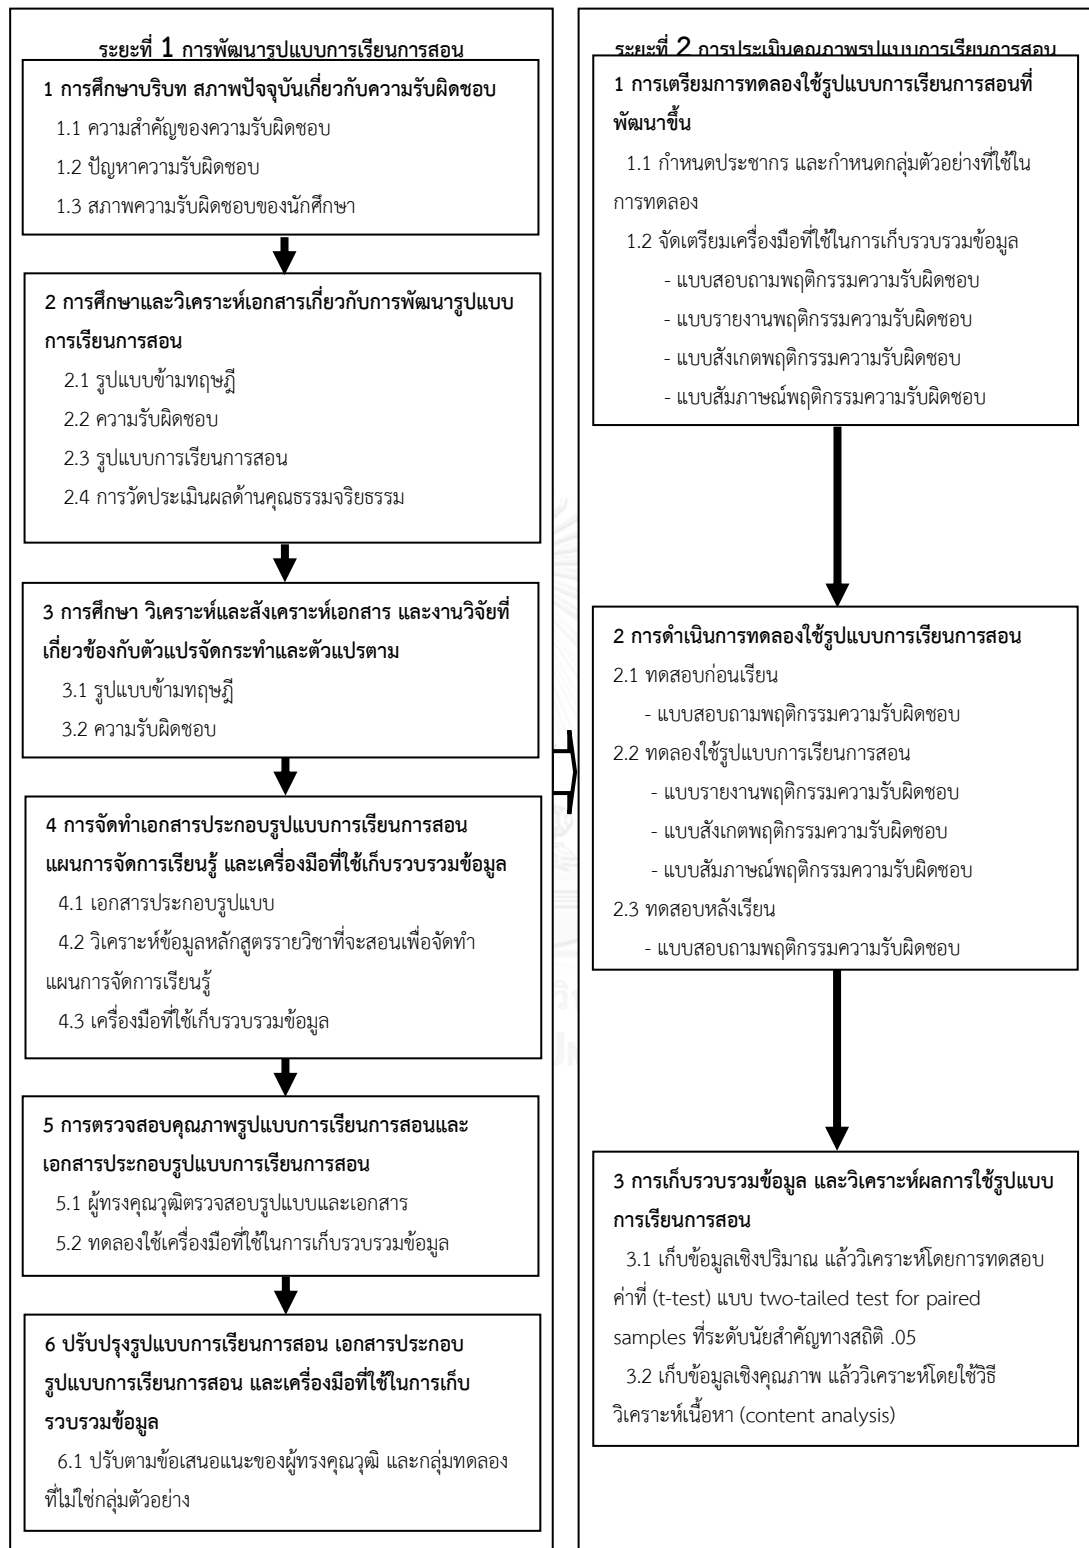 ระยะที่ 1 การพัฒนารูปแบบการเรียนการสอน
1 การศึกษาบริบท สภาพปัจจุบันเกี่ยวกับความรับผิดชอบ
1.1 ความสำคัญของความรับผิดชอบ
1.2 ปัญหาความรับผิดชอบ
1.3 สภาพความรับผิดชอบของนักศึกษา
2 การศึกษาและวิเคราะห์เอกสารเกี่ยวกับการพัฒนารูปแบบ
การเรียนการสอน
2.1 รูปแบบข้ามทฤษฎี
2.2 ความรับผิดชอบ
2.3 รูปแบบการเรียนการสอน
2.4 การวัดประเมินผลด้านคุณธรรมจริยธรรม
3 การศึกษา วิเคราะห์และสังเคราะห์เอกสาร และงานวิจัยที่
เกี่ยวข้องกับตัวแปรจัดกระทำและตัวแปรตาม
3.1 รูปแบบข้ามทฤษฎี
3.2 ความรับผิดชอบ
4 การจัดทำเอกสารประกอบรูปแบบการเรียนการสอน
แผนการจัดการเรียนรู้ และเครื่องมือที่ใช้เก็บรวบรวมข้อมูล
4.1 เอกสารประกอบรูปแบบ
4.2 วิเคราะห์ข้อมูลหลักสูตรรายวิชาที่จะสอนเพื่อจัดทำ
แผนการจัดการเรียนรู้
4.3 เครื่องมือที่ใช้เก็บรวบรวมข้อมูล
5 การตรวจสอบคุณภาพรูปแบบการเรียนการสอนและ
เอกสารประกอบรูปแบบการเรียนการสอน
5.1 ผู้ทรงคุณวุฒิตรวจสอบรูปแบบและเอกสาร
5.2 ทดลองใช้เครื่องมือที่ใช้ในการเก็บรวบรวมข้อมูล
6 ปรับปรุงรูปแบบการเรียนการสอน เอกสารประกอบ
รูปแบบการเรียนการสอน และเครื่องมือที่ใช้ในการเก็บ
รวบรวมข้อมูล
6.1 ปรับตามข้อเสนอแนะของผู้ทรงคุณวุฒิ และกลุ่มทดลอง
ที่ไม่ใช่กลุ่มตัวอย่าง
ระยะที่ 2 การประเมินคุณภาพรูปแบบการเรียนการสอน
1 การเตรียมการทดลองใช้รูปแบบการเรียนการสอนที่
พัฒนาขึ้น
1.1 กำหนดประชากร และกำหนดกลุ่มตัวอย่างที่ใช้ใน
การทดลอง
1.2 จัดเตรียมเครื่องมือที่ใช้ในการเก็บรวบรวมข้อมูล
- แบบสอบถามพฤติกรรมความรับผิดชอบ
- แบบรายงานพฤติกรรมความรับผิดชอบ
- แบบสังเกตพฤติกรรมความรับผิดชอบ
- แบบสัมภาษณ์พฤติกรรมความรับผิดชอบ
2 การดำเนินการทดลองใช้รูปแบบการเรียนการสอน
2.1 ทดสอบก่อนเรียน
- แบบสอบถามพฤติกรรมความรับผิดชอบ
2.2 ทดลองใช้รูปแบบการเรียนการสอน
- แบบรายงานพฤติกรรมความรับผิดชอบ
- แบบสังเกตพฤติกรรมความรับผิดชอบ
- แบบสัมภาษณ์พฤติกรรมความรับผิดชอบ
2.3 ทดสอบหลังเรียน
- แบบสอบถามพฤติกรรมความรับผิดชอบ
3 การเก็บรวบรวมข้อมูล และวิเคราะห์ผลการใช้รูปแบบ
การเรียนการสอน
3.1 เก็บข้อมูลเชิงปริมาณ แล้ววิเคราะห์โดยการทดสอบ
ค่าที่ (t-test) แบบ two-tailed test for paired
samples ที่ระดับนัยสำคัญทางสถิติ .05
3.2 เก็บข้อมูลเชิงคุณภาพ แล้ววิเคราะห์โดยใช้วิธี
วิเคราะห์เนื้อหา (content analysis)